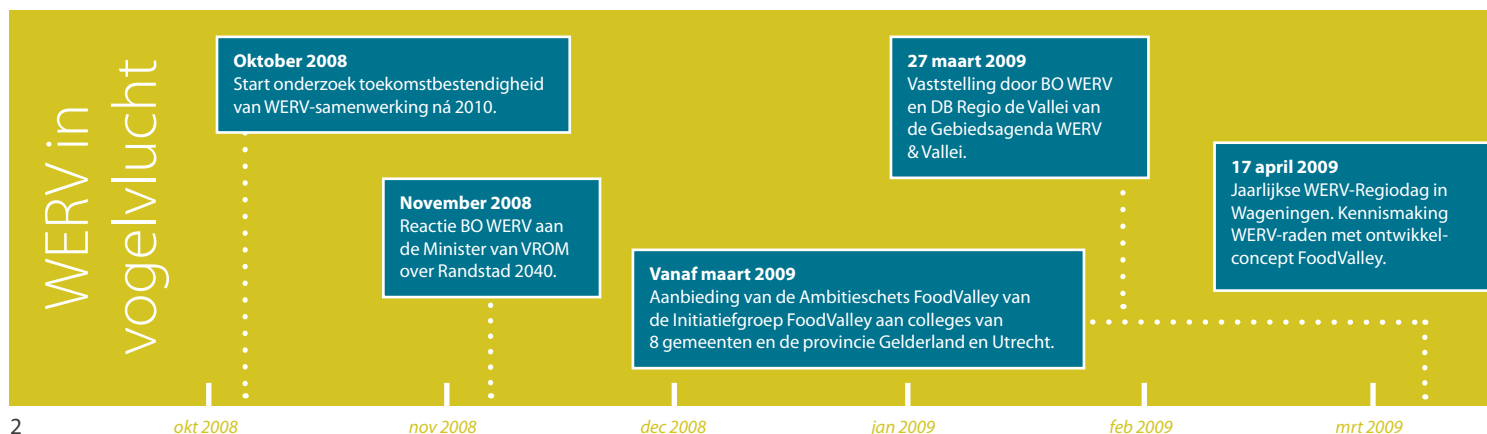 WERV in
vogelvlucht
Oktober 2008
Start onderzoek toekomstbestendigheid
van WERV-samenwerking ná 2010.
November 2008
Reactie BO WERV aan
de Minister van VROM
over Randstad 2040.
Vanaf maart 2009
Aanbieding van de Ambitieschets FoodValley van
de Initiatiefgroep FoodValley aan colleges van
8 gemeenten en de provincie Gelderland en Utrecht.
27 maart 2009
Vaststelling door BO WERV
en DB Regio de Vallei van
de Gebiedsagenda WERV
& Vallei.
17 april 2009
Jaarlijkse WERV-Regiodag in
Wageningen. Kennismaking
WERV-raden met ontwikkel-
concept FoodValley.
2
okt 2008
nov 2008
dec 2008
jan 2009
feb 2009
mrt 2009